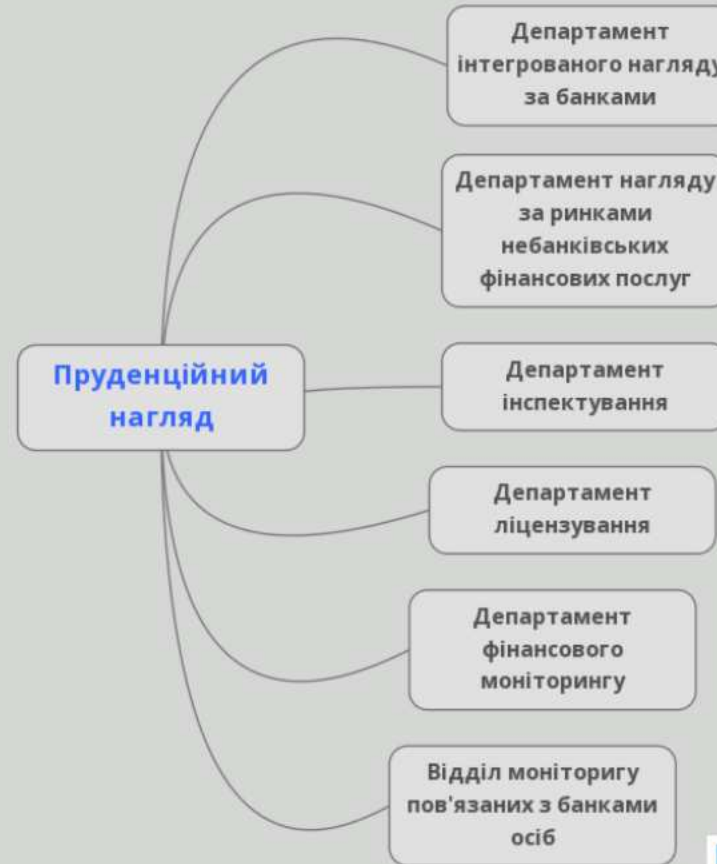 Департамент
інтегрованого нагляду
за банками
Департамент нагляду
за ринками
небанківських
фінансових послуг
Пруденційний
нагляд
Департамент
інспектування
Департамент
ліцензування
Департамент
фінансового
моніторингу
Відділ моніторигу
пов'язаних з банками
осіб